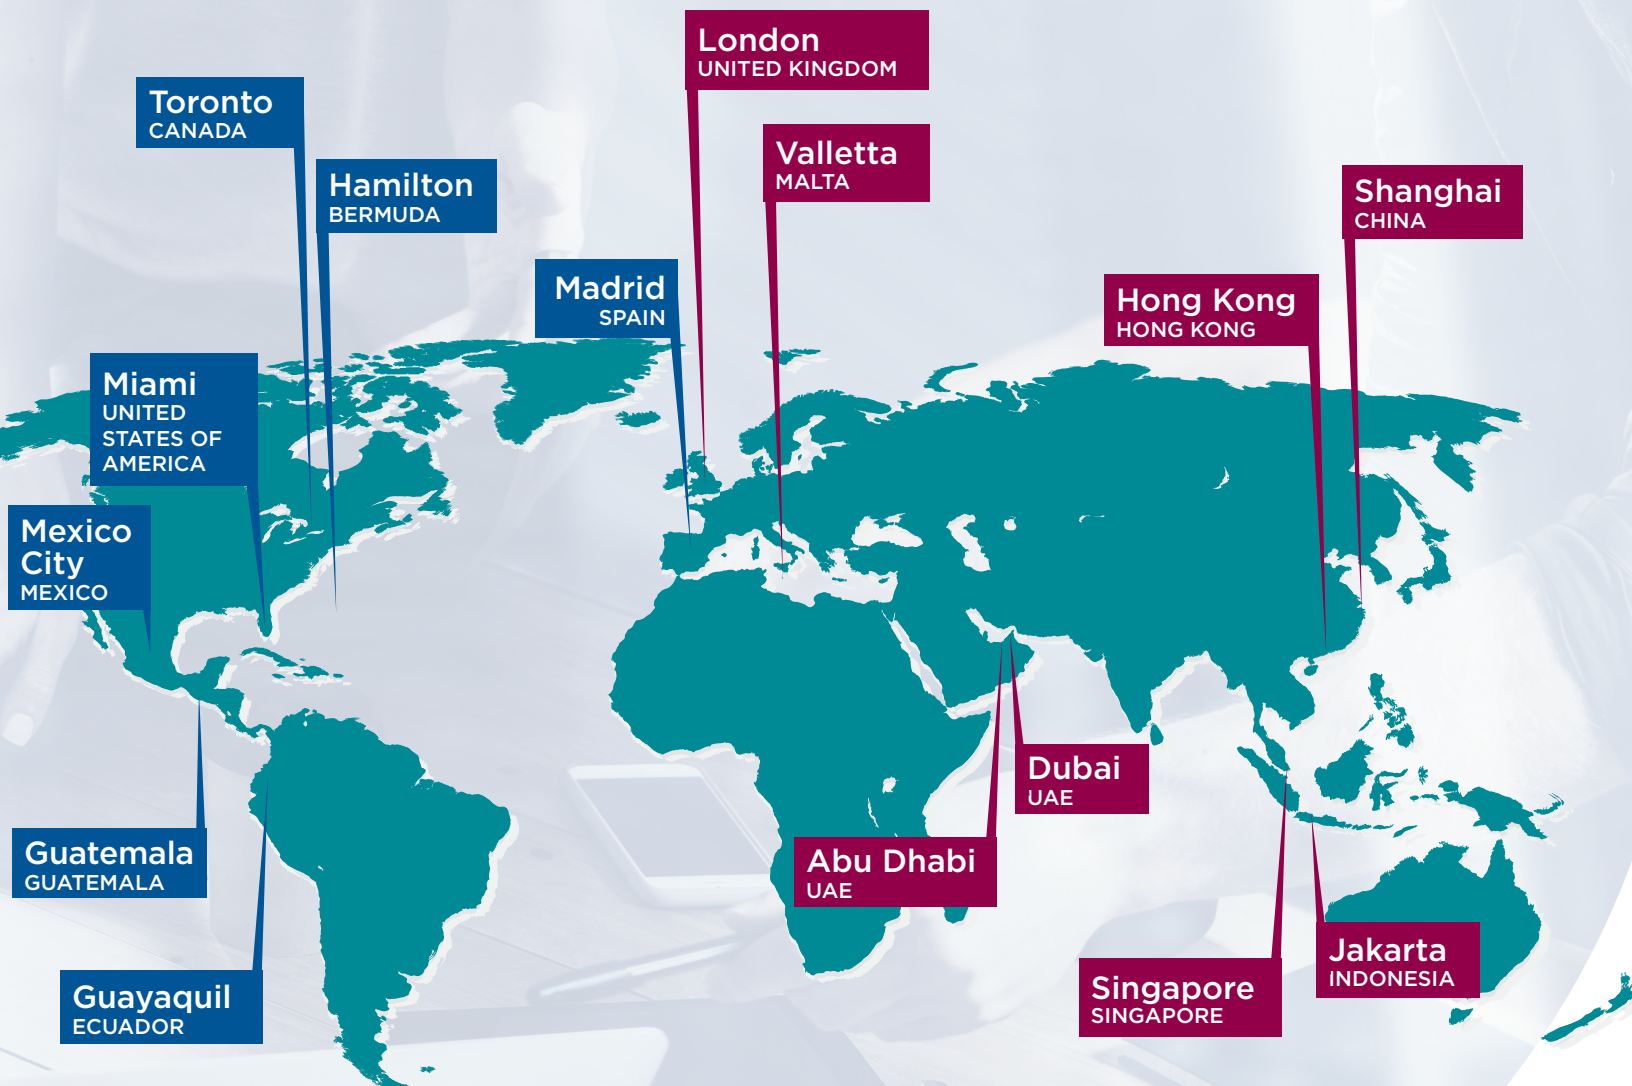 London
UNITED KINGDOM
Toronto
CANADA
Valletta
MALTA
Hamilton
BERMUDA
Shanghai
CHINA
Madrid
SPAIN
Hong Kong
HONG KONG
Miami
UNITED
STATES OF
AMERICA
Mexico
City
MEXICO
Dubai
UAE
Guatemala
GUATEMALA
Abu Dhabi
UAE
Jakarta
INDONESIA
Singapore
SINGAPORE
Guayaquil
ECUADOR